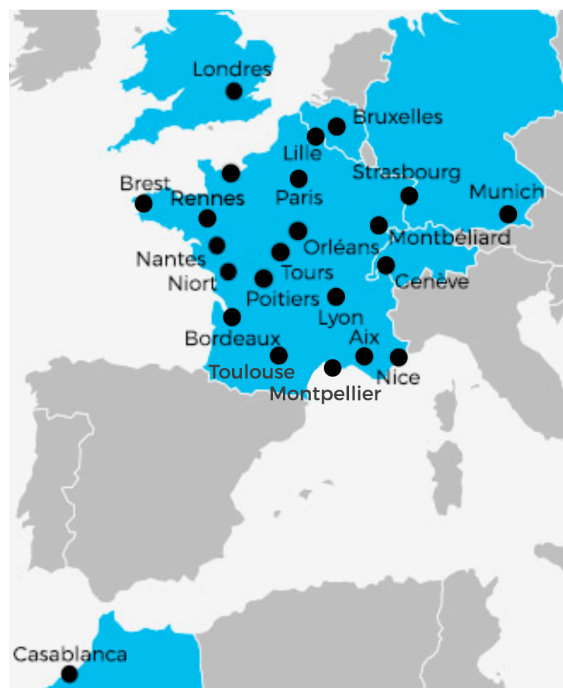 Londres
Bruxelles
Lille
Strasbourg
Brest
Rennes
Paris
Munich
Orléans
Montbéliard
Nantes
Tours
Niort
Poitiers
Genève
Lyon
Bordeaux
Aix
Toulouse
Nice
Montpellier
Casablanca